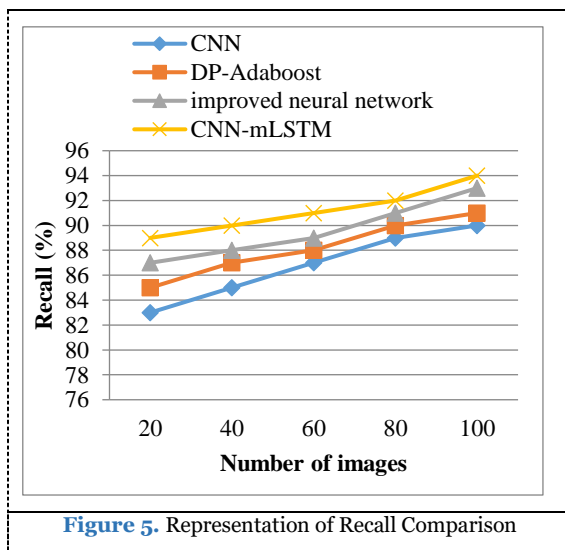 CNN
DP-Adaboost
improved neural network
CNN-mLSTM
96
94
92
90
88
86
84
82
80
78
76
Recall (%)
20 40 60 80 100
Number of images
Figure 5. Representation of Recall Comparison